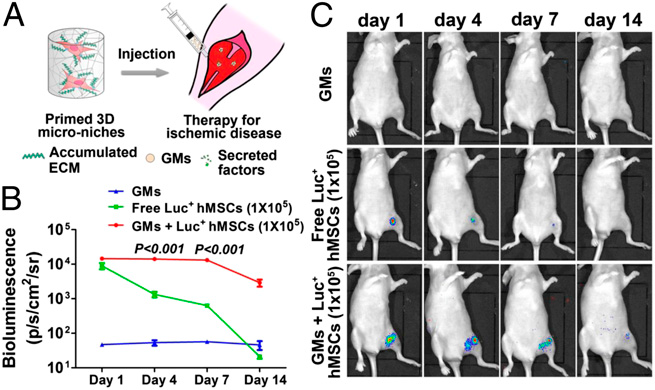 A
Injection
Primed 3D
micro-niches
Therapy for
ischemic disease
Accumulated
ECM
GMs
Secreted
factors
B
GMs
Free Luc⁺ hMSCs (1X10⁵)
GMs + Luc⁺ hMSCs (1X10⁵)
P<0.001 P<0.001
Bioluminescence
(p/s/cm²/sr)
10⁵
10⁴
10³
10²
10¹
Day 1 Day 4 Day 7 Day 14
C
day 1 day 4 day 7 day 14
GMs
Free Luc⁺
hMSCs (1x10⁵)
GMs + Luc⁺
hMSCs (1x10⁵)